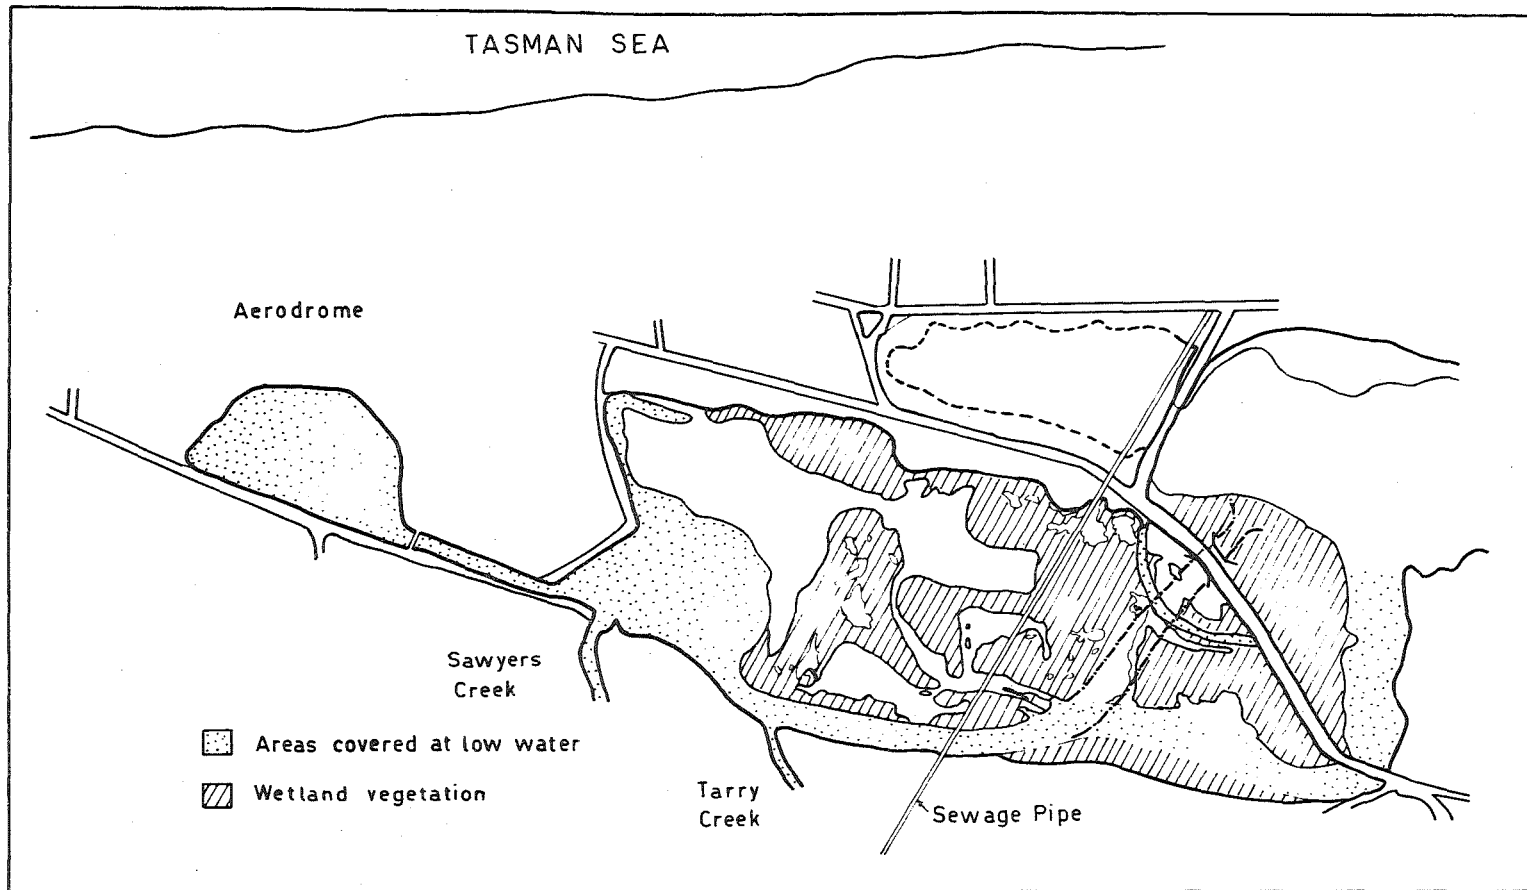 TASMAN SEA
Aerodrome
Sawyers
Creek
Areas covered at low water
Wetland vegetation
Tarry
Creek
Sewage Pipe